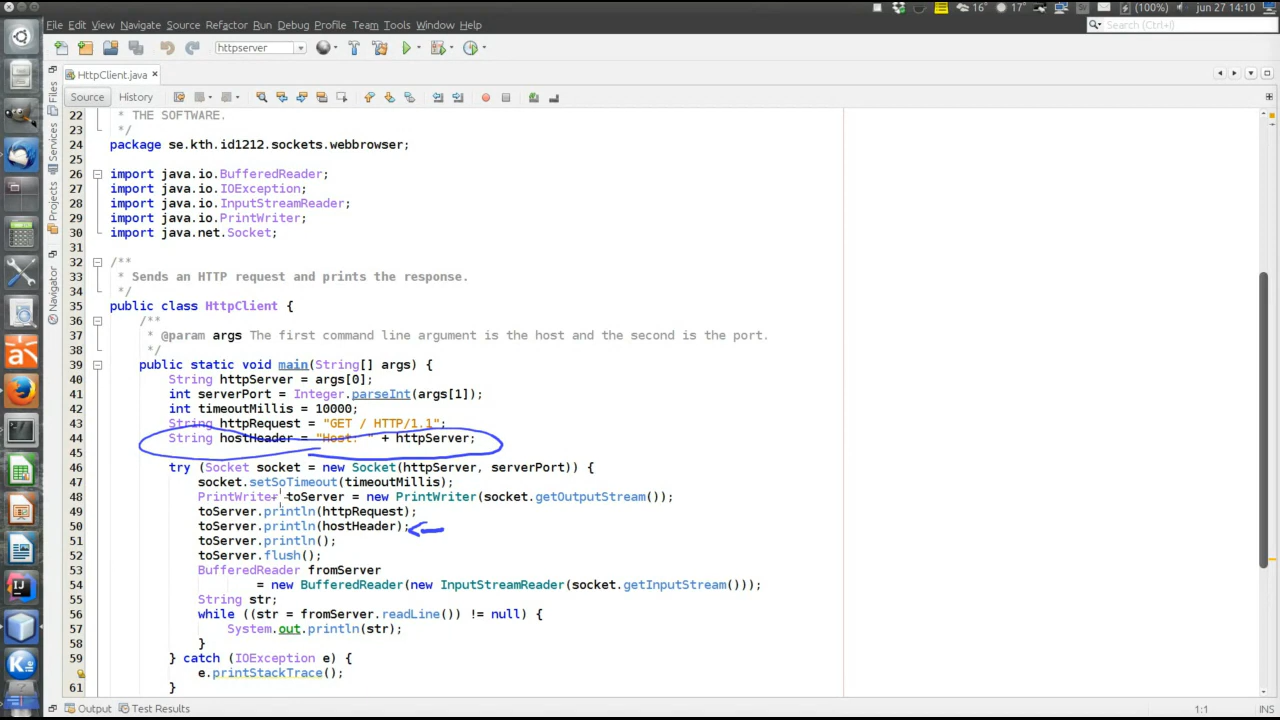 (100%) jun 27 14:10
16° 17°
File Edit View Navigate Source Refactor Run Debug Profile Team Tools Window Help
Search (Ctrl+I)
httpserver
HttpClient.java
Source History
Files
Services
Projects
Navigator
22 * THE SOFTWARE.
23 */
24 package se.kth.id1212.sockets.webbrowser;
25
26 import java.io.BufferedReader;
27 import java.io.IOException;
28 import java.io.InputStreamReader;
29 import java.io.PrintWriter;
30 import java.net.Socket;
31
32 /**
33 * Sends an HTTP request and prints the response.
34 */
35 public class HttpClient {
36 /**
37 * @param args The first command line argument is the host and the second is the port.
38 */
39 public static void main(String[] args) {
40 String httpServer = args[0];
41 int serverPort = Integer.parseInt(args[1]);
42 int timeoutMillis = 10000;
43 String httpRequest = "GET / HTTP/1.1";
44 String hostHeader = "Host: " + httpServer;
45
46 try (Socket socket = new Socket(httpServer, serverPort)) {
47 socket.setSoTimeout(timeoutMillis);
48 PrintWriter toServer = new PrintWriter(socket.getOutputStream());
49 toServer.println(httpRequest);
50 toServer.println(hostHeader);
51 toServer.println();
52 toServer.flush();
53 BufferedReader fromServer
54 = new BufferedReader(new InputStreamReader(socket.getInputStream()));
55 String str;
56 while ((str = fromServer.readLine()) != null) {
57 System.out.println(str);
58 }
59 } catch (IOException e) {
e.printStackTrace();
61 }
Output Test Results
1:1 INS